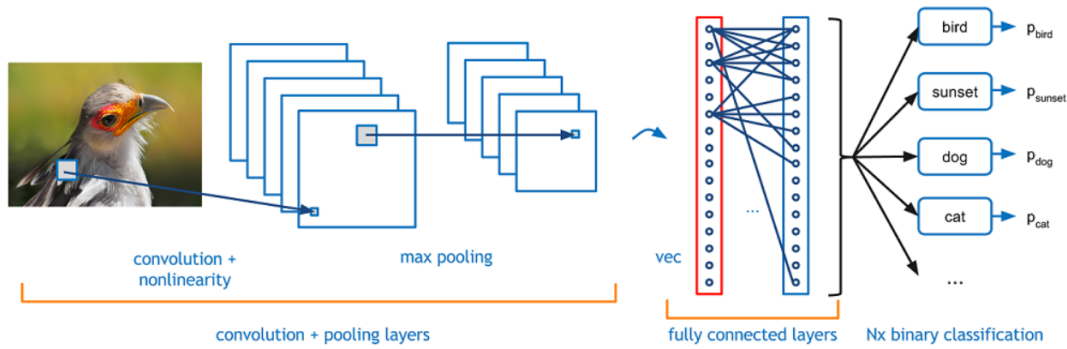 bird
p_bird
sunset
p_sunset
dog
p_dog
cat
p_cat
...
...
convolution +
nonlinearity
max pooling
vec
convolution + pooling layers
fully connected layers
Nx binary classification